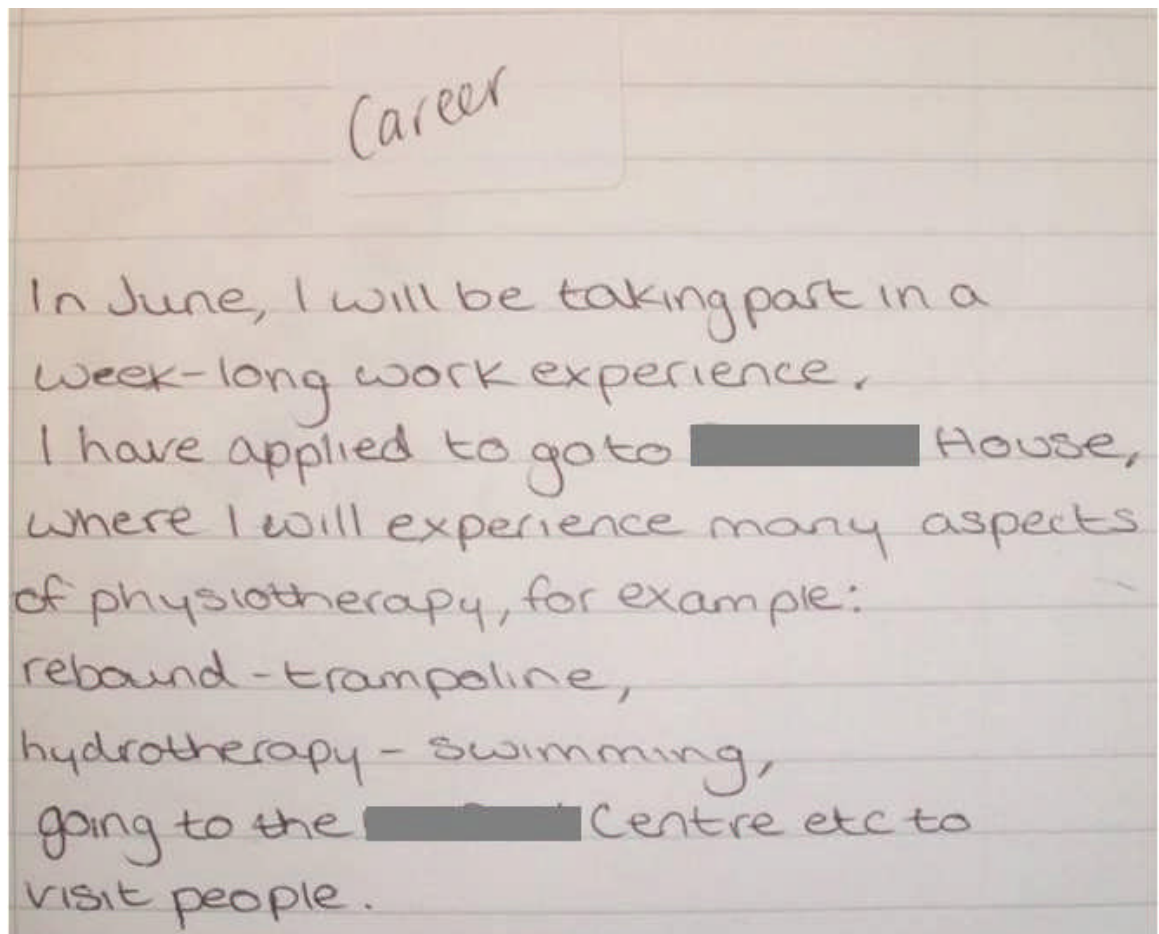 Career
In June, I will be taking part in a
week-long work experience.
I have applied to go to House,
where I will experience many aspects
of physiotherapy, for example:
rebound - trampoline,
hydrotherapy - swimming,
going to the Centre etc to
visit people.